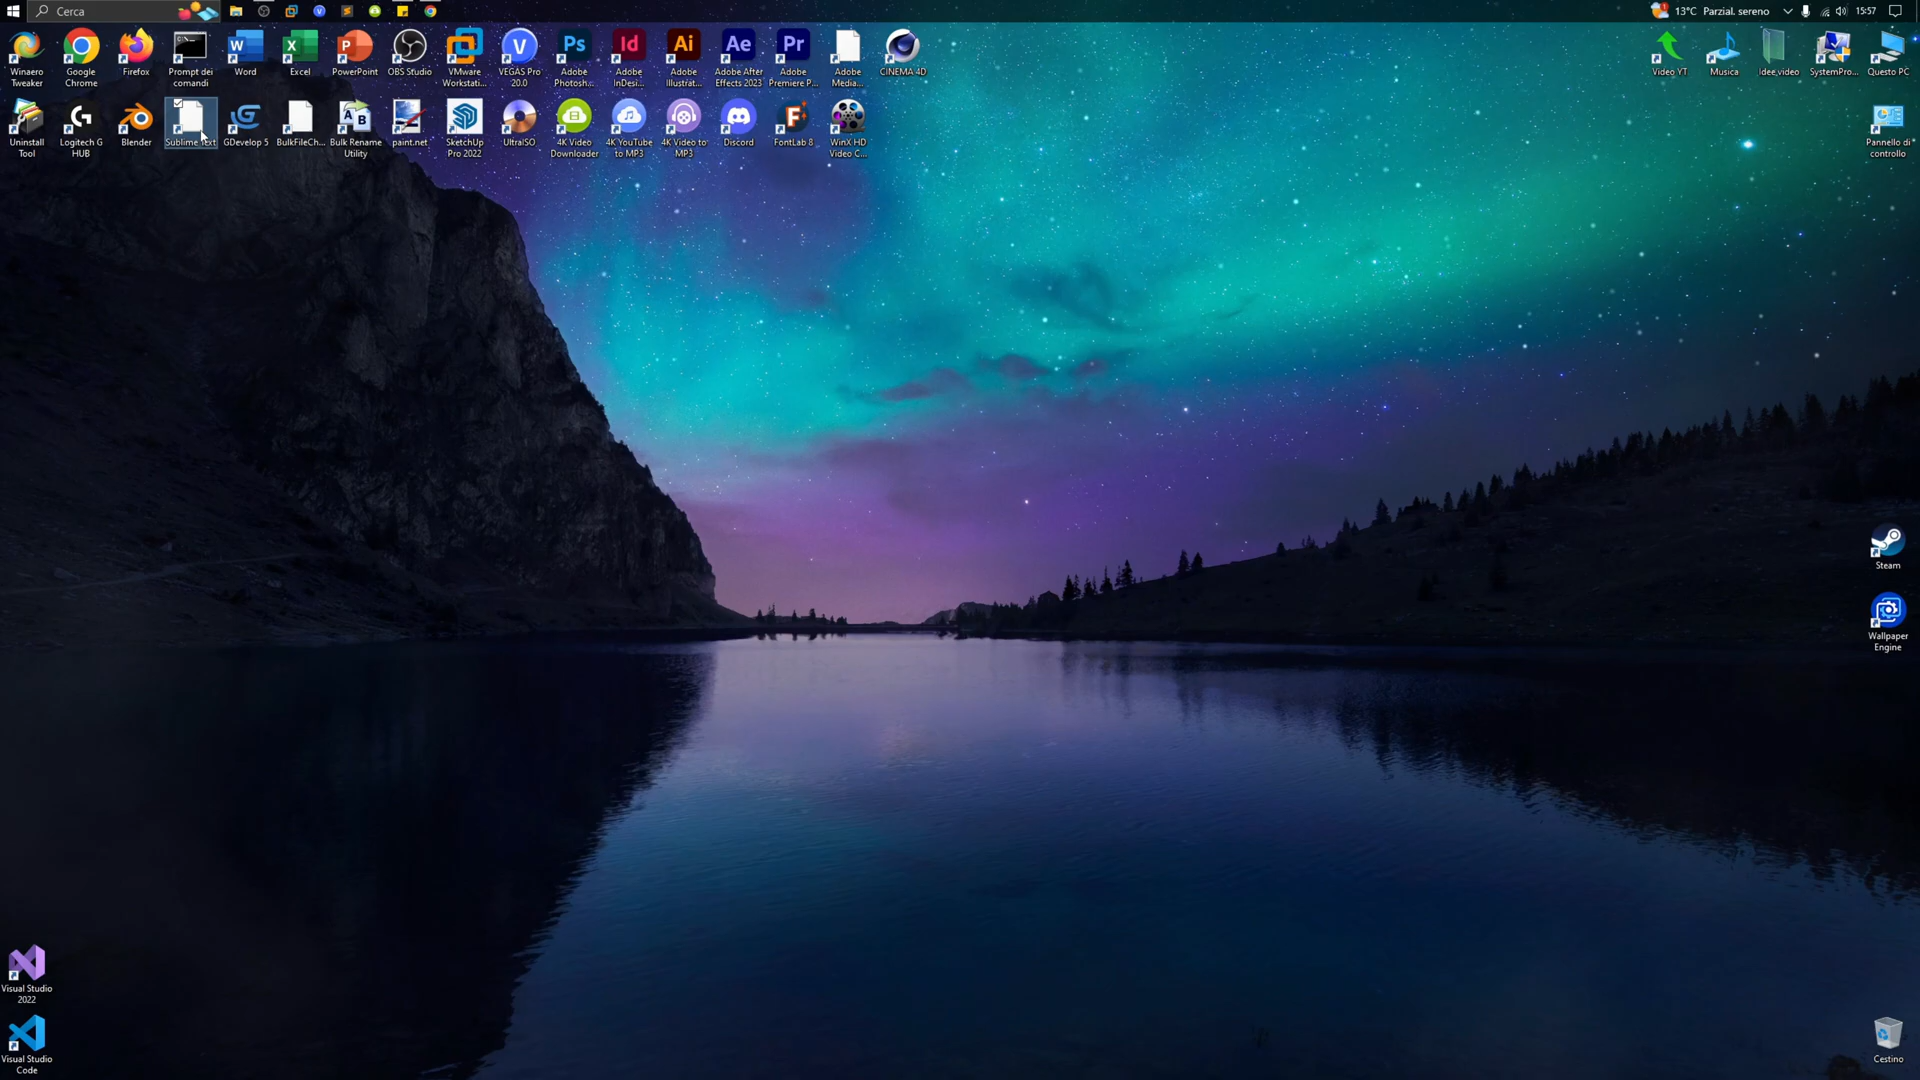 Cerca
13°C Parzial. sereno
15:57
Winaero
Tweaker
Google
Chrome
Firefox
Prompt dei
comandi
Word
Excel
PowerPoint
OBS Studio
VMware
Workstati...
VEGAS Pro
20.0
Adobe
Photosh...
Adobe
InDesi...
Adobe
Illustrat...
Adobe After
Effects 2023
Adobe
Premiere P...
Adobe
Media...
CINEMA 4D
Video YT
Musica
Idee,video
SystemPro...
Questo PC
Uninstall
Tool
Logitech G
HUB
Blender
Sublime Text
GDevelop 5
BulkFileCh...
Bulk Rename
Utility
paint.net
SketchUp
Pro 2022
UltraISO
4K Video
Downloader
4K YouTube
to MP3
4K Video to
MP3
Discord
FontLab 8
WinX HD
Video C...
Pannello di
controllo
Steam
Wallpaper
Engine
Visual Studio
2022
Visual Studio
Code
Cestino